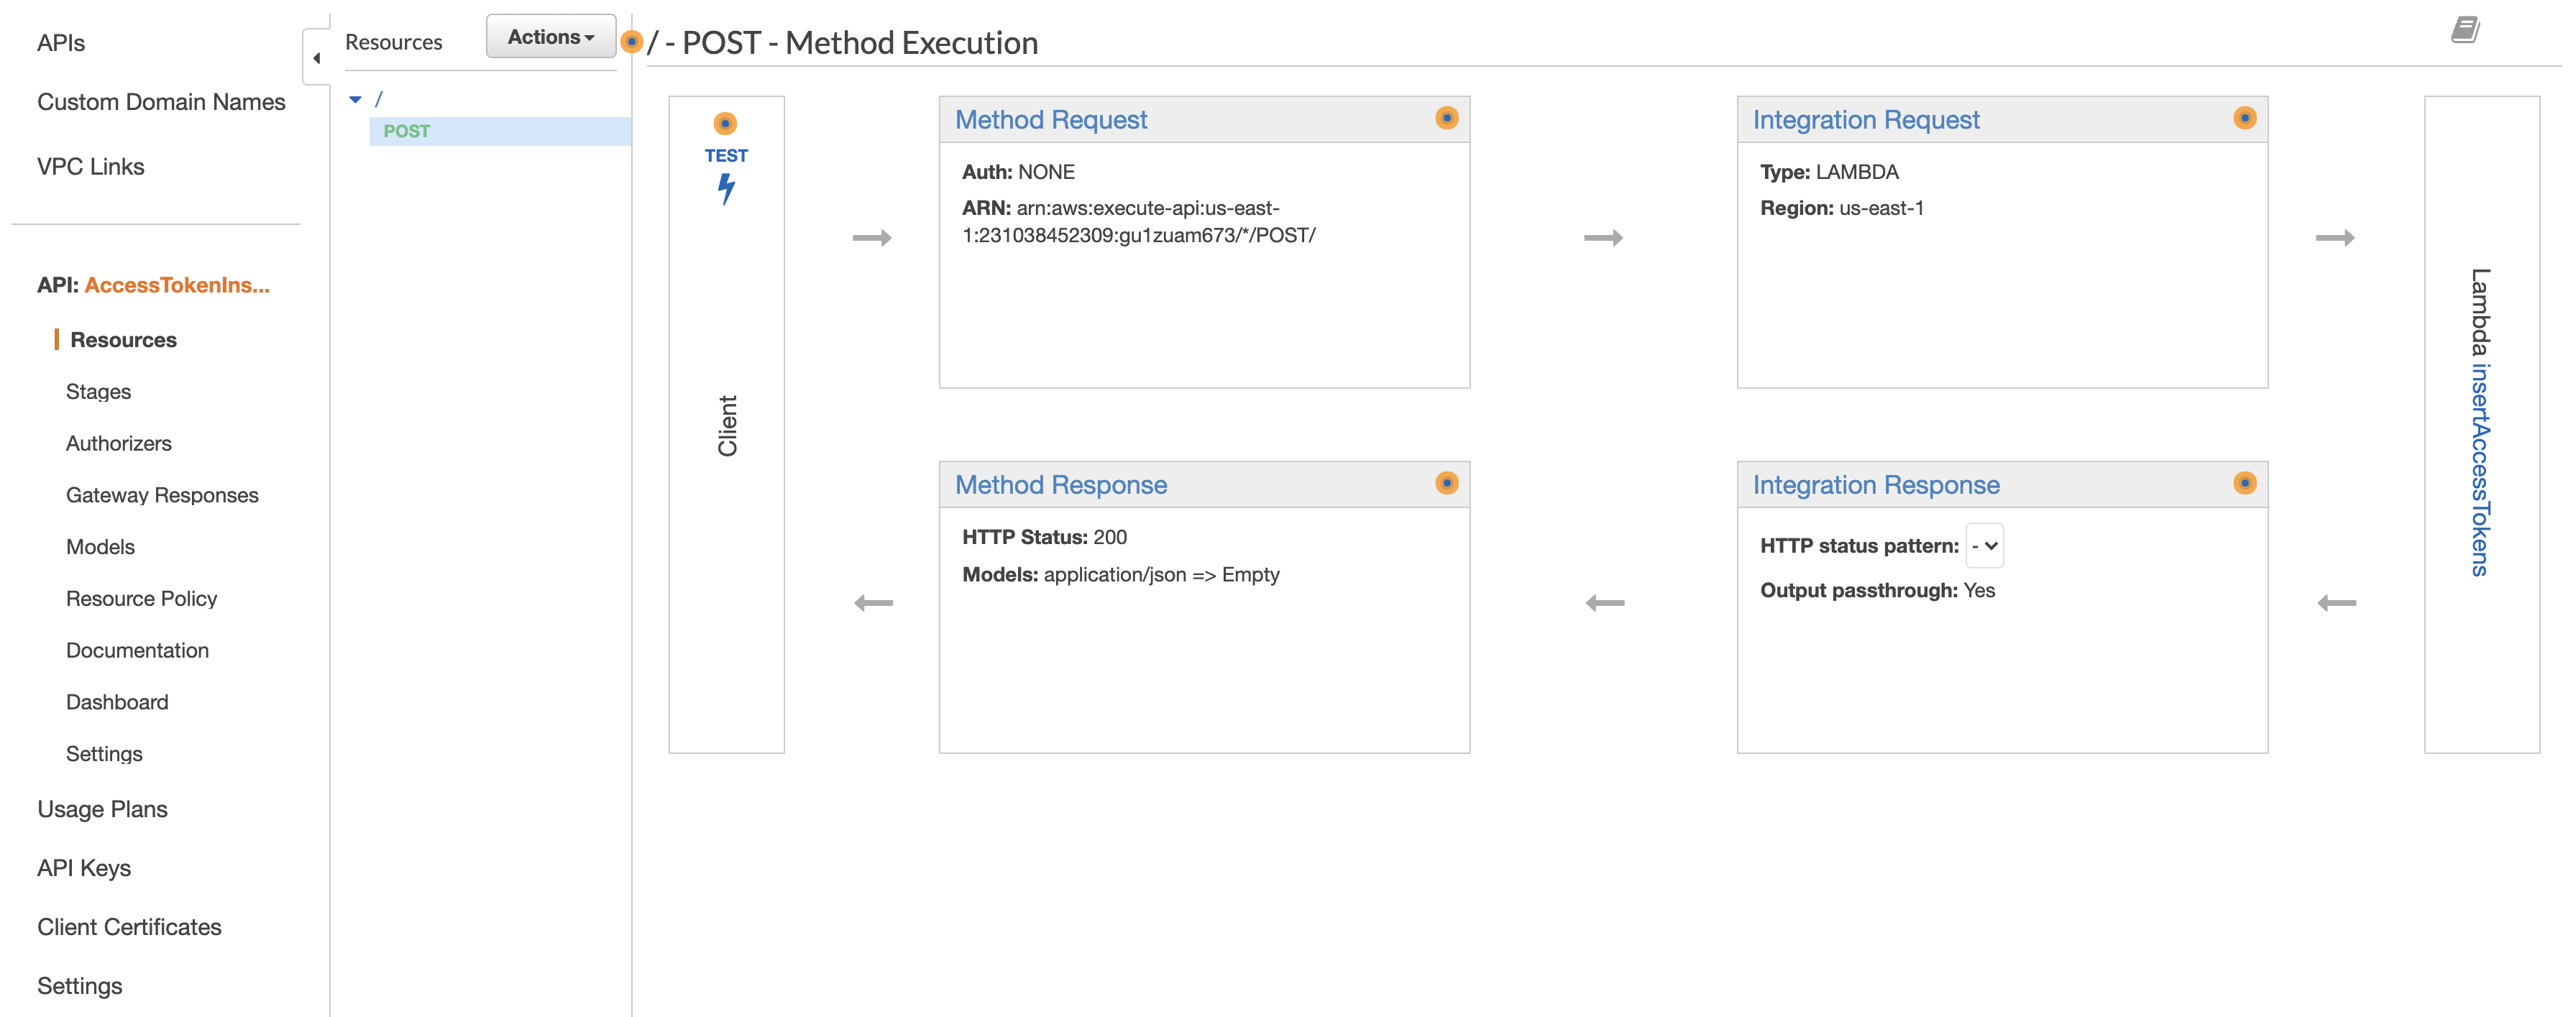 APIs
Custom Domain Names
VPC Links
API: AccessTokenIns...
Resources
Stages
Authorizers
Gateway Responses
Models
Resource Policy
Documentation
Dashboard
Settings
Usage Plans
API Keys
Client Certificates
Settings
Resources
Actions
/
POST
/ - POST - Method Execution
TEST
Client
Method Request
Auth: NONE
ARN: arn:aws:execute-api:us-east-
1:231038452309:gu1zuam673/*/POST/
Integration Request
Type: LAMBDA
Region: us-east-1
Lambda insertAccessTokens
Method Response
HTTP Status: 200
Models: application/json => Empty
Integration Response
HTTP status pattern: -
Output passthrough: Yes